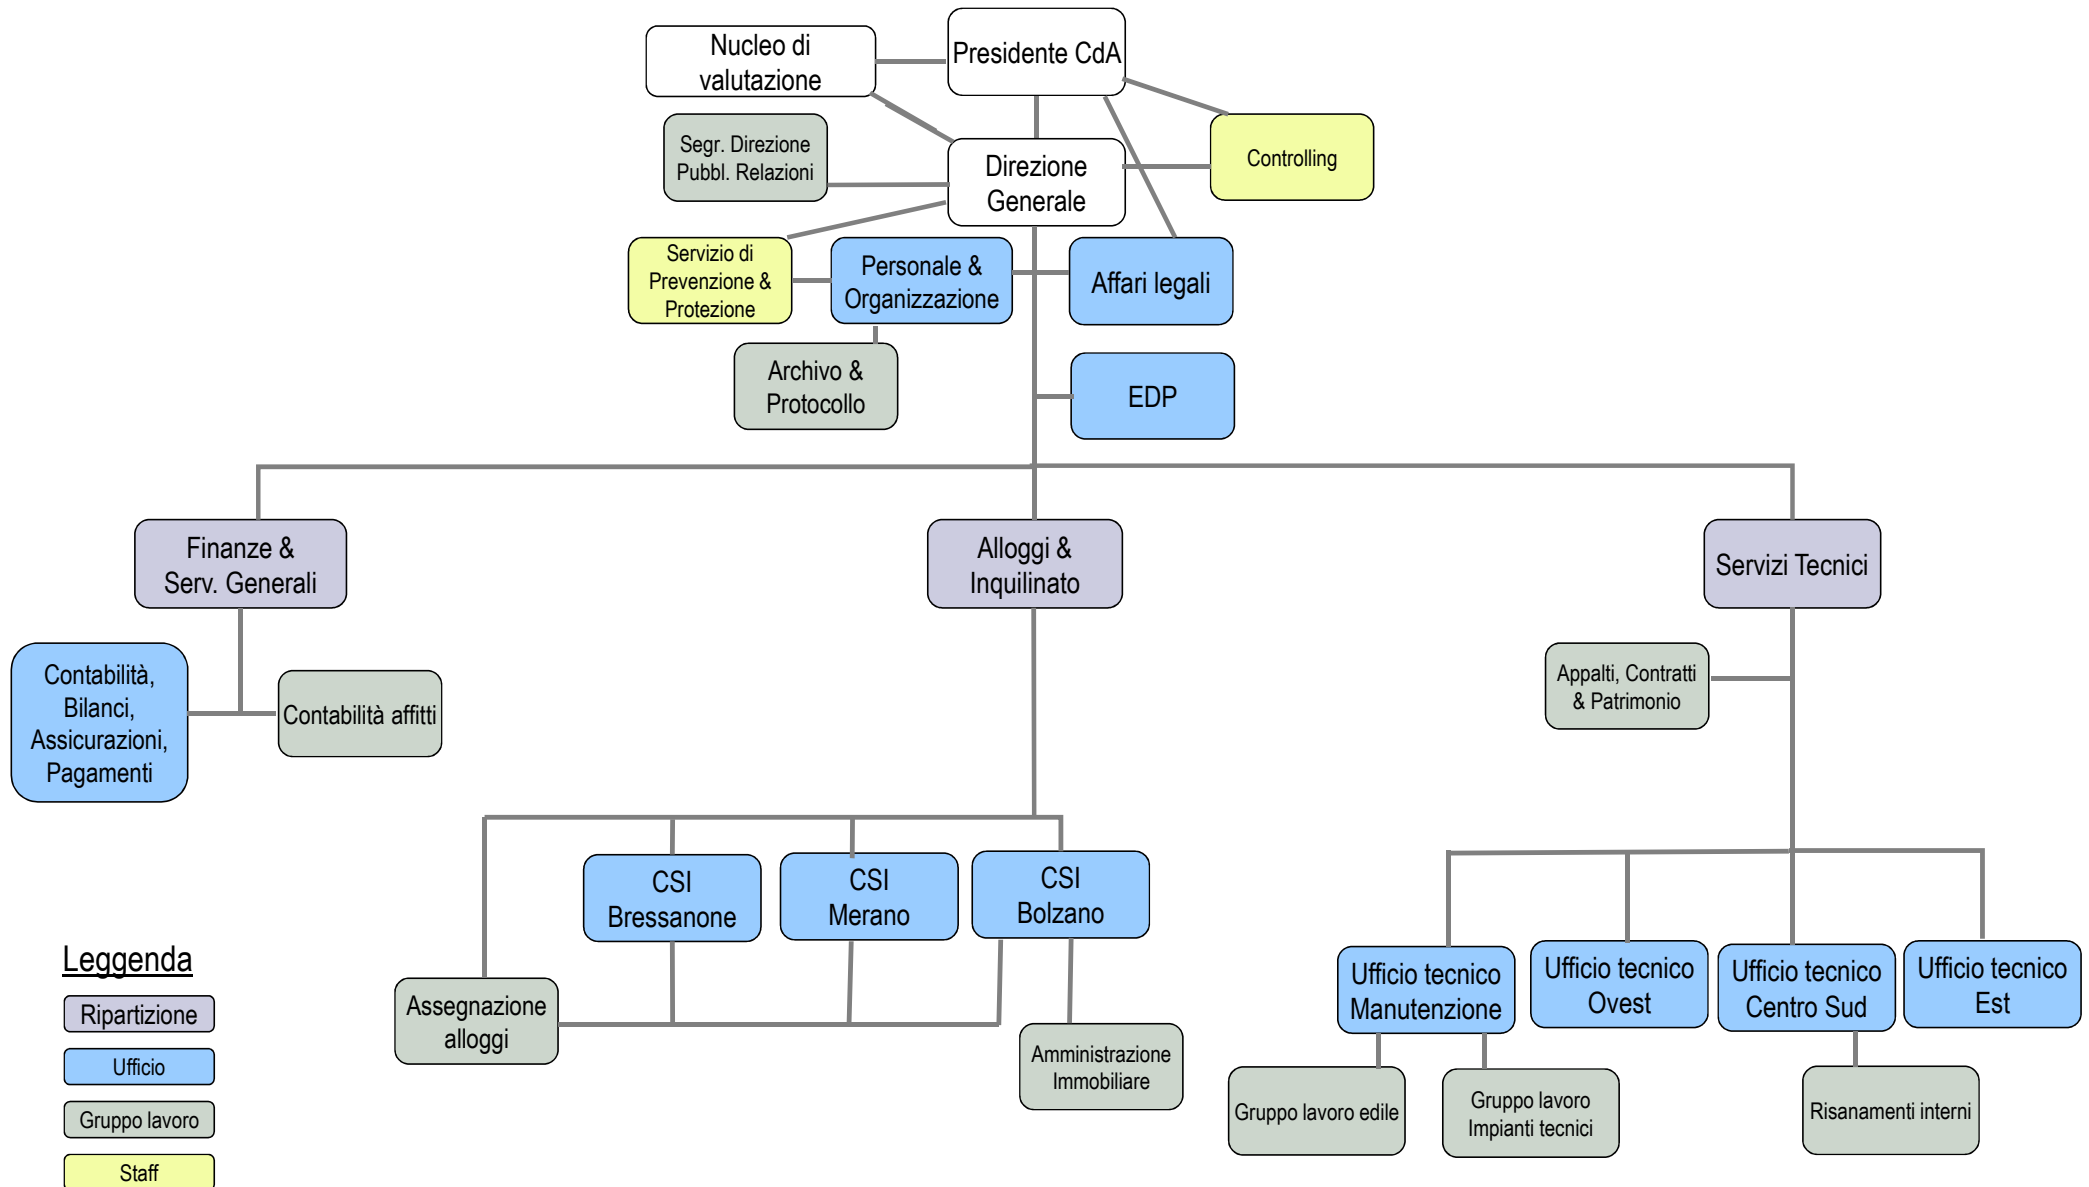 Nucleo di
valutazione
Presidente CdA
Segr. Direzione
Pubbl. Relazioni
Direzione
Generale
Controlling
Servizio di
Prevenzione &
Protezione
Personale &
Organizzazione
Affari legali
Archivo &
Protocollo
EDP
Finanze &
Serv. Generali
Alloggi &
Inquilinato
Servizi Tecnici
Contabilità,
Bilanci,
Assicurazioni,
Pagamenti
Contabilità affitti
Appalti, Contratti
& Patrimonio
CSI
Bressanone
CSI
Merano
CSI
Bolzano
Assegnazione
alloggi
Amministrazione
Immobiliare
Ufficio tecnico
Manutenzione
Ufficio tecnico
Ovest
Ufficio tecnico
Centro Sud
Ufficio tecnico
Est
Gruppo lavoro edile
Gruppo lavoro
Impianti tecnici
Risanamenti interni
Leggenda
Ripartizione
Ufficio
Gruppo lavoro
Staff